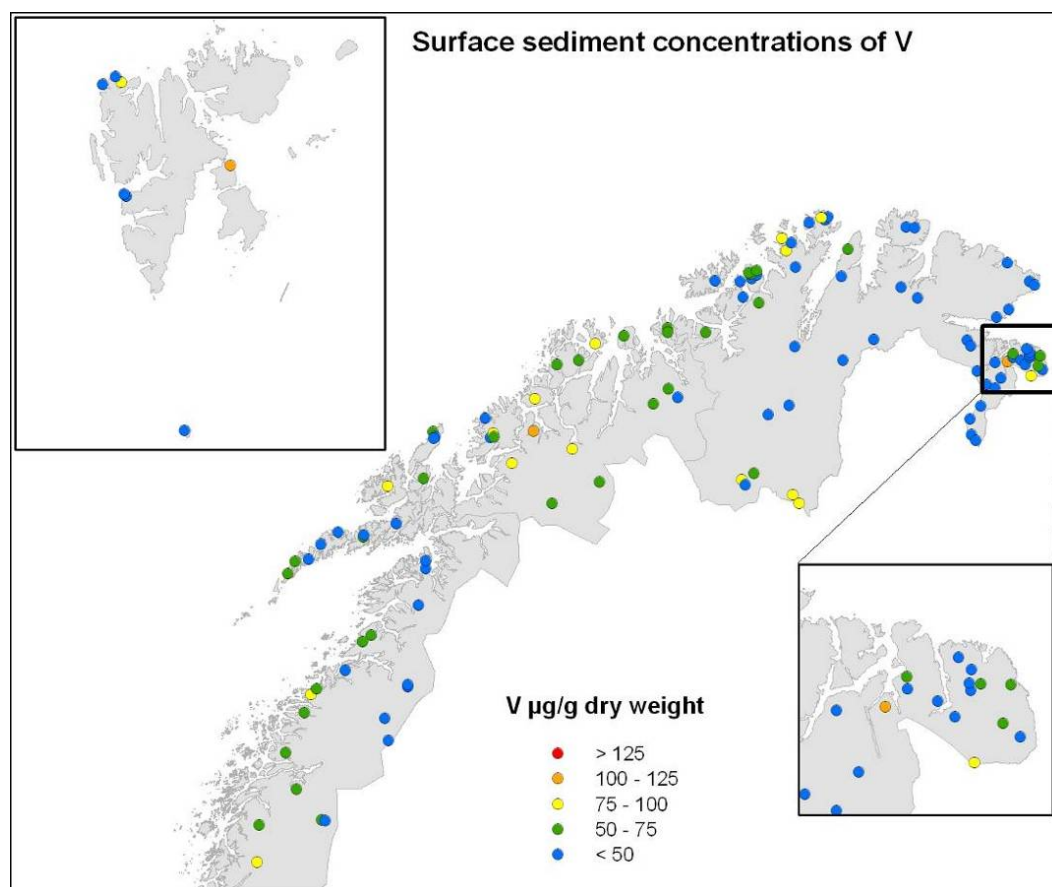 Surface sediment concentrations of V
V µg/g dry weight
> 125
100 - 125
75 - 100
50 - 75
< 50